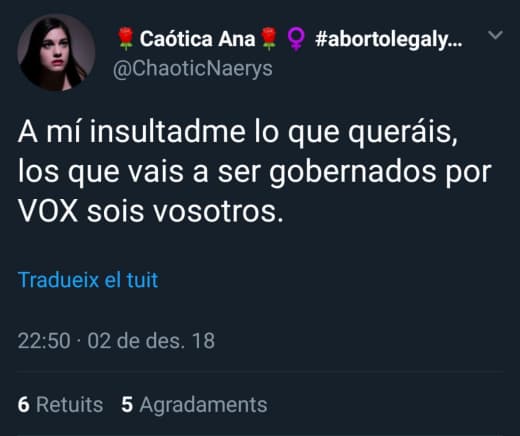 🌹Caótica Ana🌹♀️ #abortolegaly...
@ChaoticNaerys
A mí insultadme lo que queráis,
los que vais a ser gobernados por
VOX sois vosotros.
Tradueix el tuit
22:50 · 02 de des. 18
6 Retuits 5 Agradaments